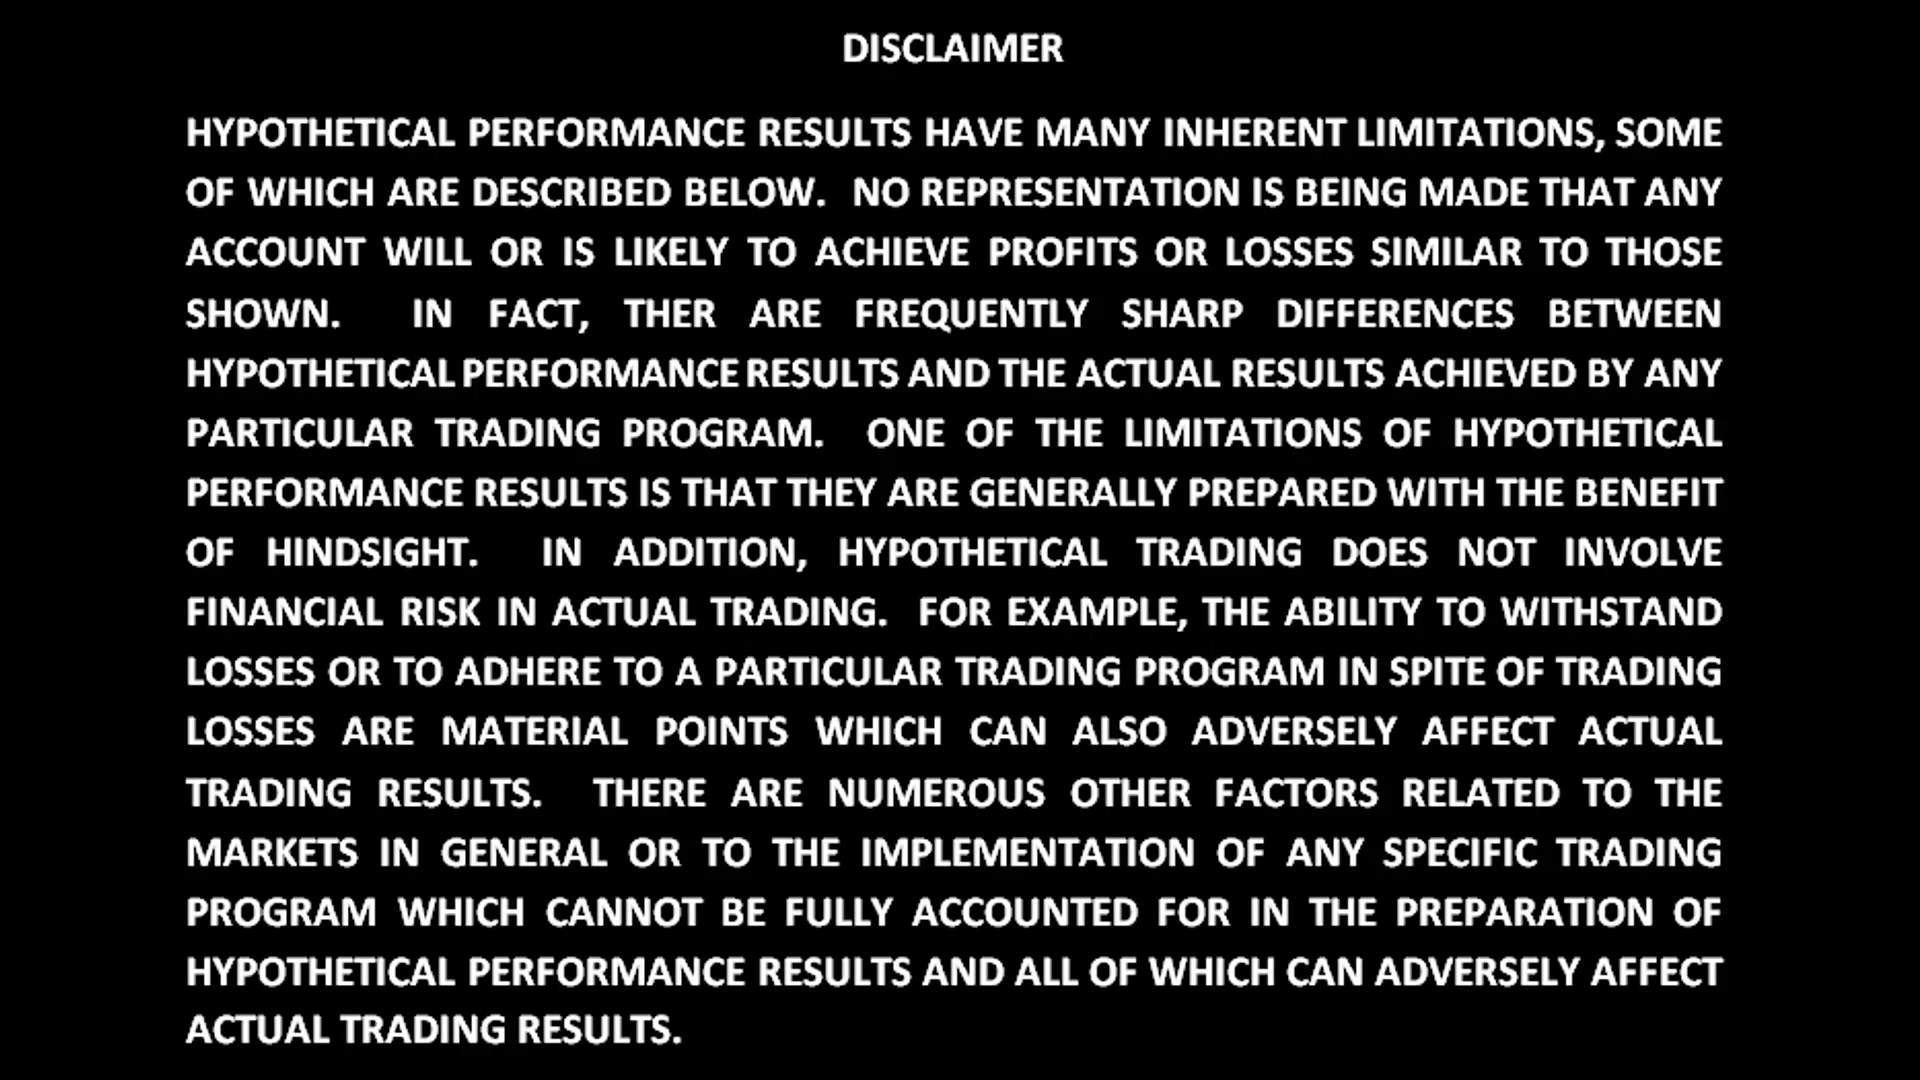 DISCLAIMER
HYPOTHETICAL PERFORMANCE RESULTS HAVE MANY INHERENT LIMITATIONS, SOME
OF WHICH ARE DESCRIBED BELOW. NO REPRESENTATION IS BEING MADE THAT ANY
ACCOUNT WILL OR IS LIKELY TO ACHIEVE PROFITS OR LOSSES SIMILAR TO THOSE
SHOWN. IN FACT, THER ARE FREQUENTLY SHARP DIFFERENCES BETWEEN
HYPOTHETICAL PERFORMANCE RESULTS AND THE ACTUAL RESULTS ACHIEVED BY ANY
PARTICULAR TRADING PROGRAM. ONE OF THE LIMITATIONS OF HYPOTHETICAL
PERFORMANCE RESULTS IS THAT THEY ARE GENERALLY PREPARED WITH THE BENEFIT
OF HINDSIGHT. IN ADDITION, HYPOTHETICAL TRADING DOES NOT INVOLVE
FINANCIAL RISK IN ACTUAL TRADING. FOR EXAMPLE, THE ABILITY TO WITHSTAND
LOSSES OR TO ADHERE TO A PARTICULAR TRADING PROGRAM IN SPITE OF TRADING
LOSSES ARE MATERIAL POINTS WHICH CAN ALSO ADVERSELY AFFECT ACTUAL
TRADING RESULTS. THERE ARE NUMEROUS OTHER FACTORS RELATED TO THE
MARKETS IN GENERAL OR TO THE IMPLEMENTATION OF ANY SPECIFIC TRADING
PROGRAM WHICH CANNOT BE FULLY ACCOUNTED FOR IN THE PREPARATION OF
HYPOTHETICAL PERFORMANCE RESULTS AND ALL OF WHICH CAN ADVERSELY AFFECT
ACTUAL TRADING RESULTS.